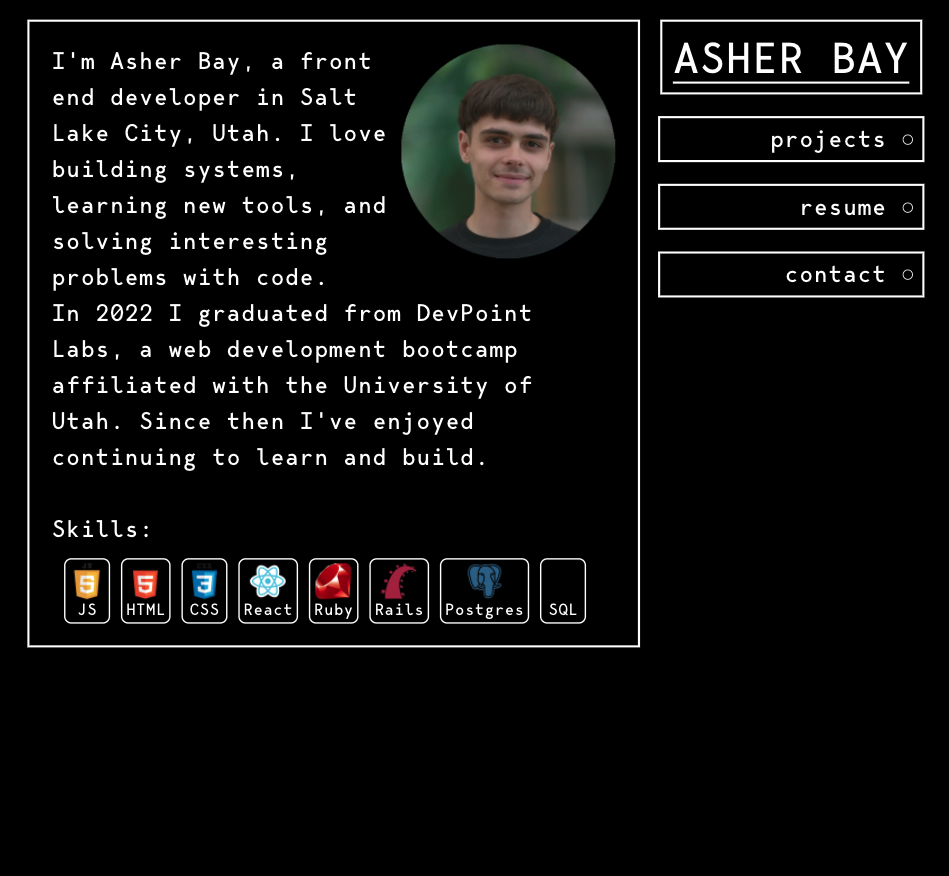 I'm Asher Bay, a front
end developer in Salt
Lake City, Utah. I love
building systems,
learning new tools, and
solving interesting
problems with code.
In 2022 I graduated from DevPoint
Labs, a web development bootcamp
affiliated with the University of
Utah. Since then I've enjoyed
continuing to learn and build.
Skills:
JS HTML CSS React Ruby Rails Postgres SQL
ASHER BAY
projects
resume
contact